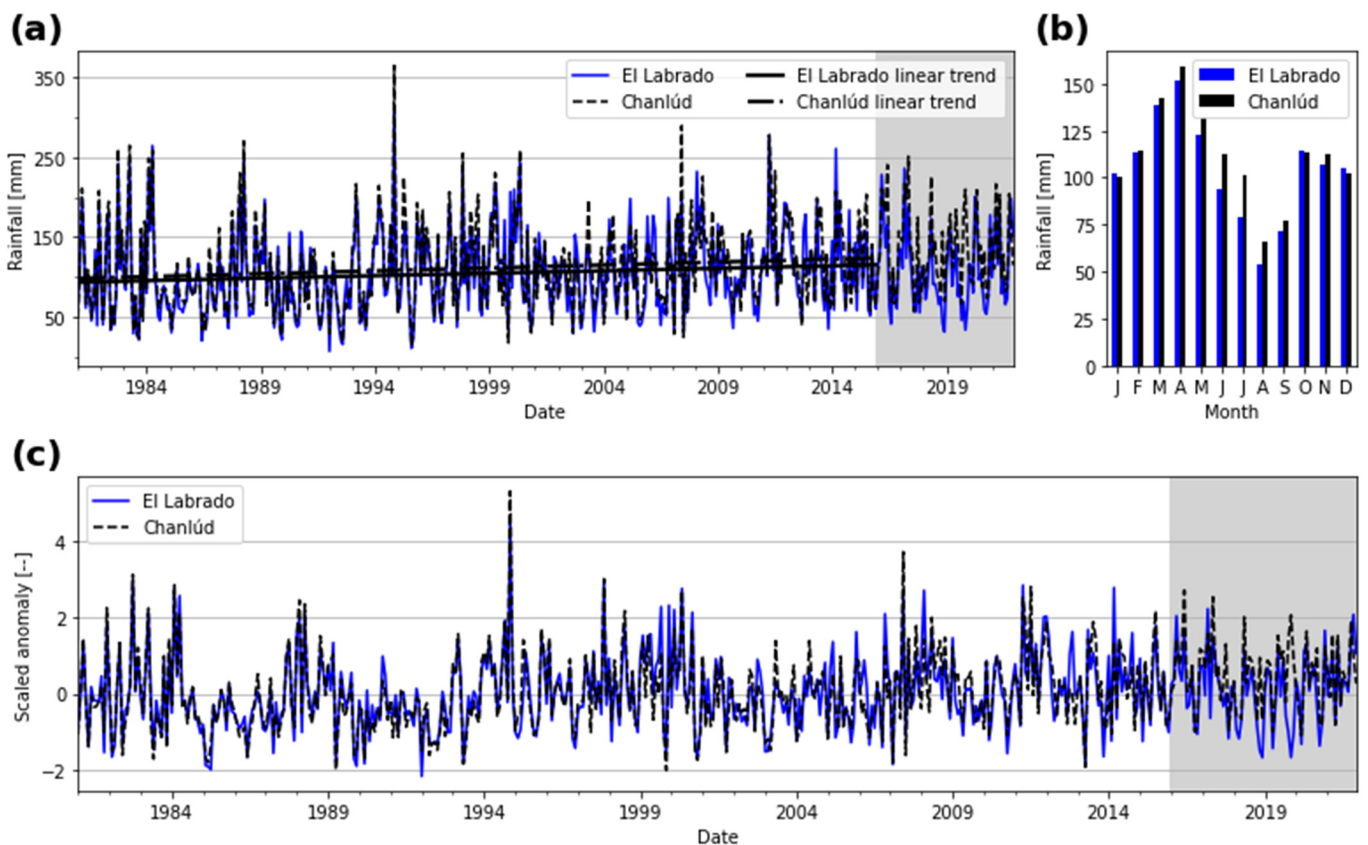 (a)
Rainfall [mm]
350
250
150
50
El Labrado
Chanlúd
El Labrado linear trend
Chanlúd linear trend
1984 1989 1994 1999 2004 2009 2014 2019
Date
(b)
Rainfall [mm]
150
125
100
75
50
25
0
El Labrado
Chanlúd
J F M A M J J A S O N D
Month
(c)
Scaled anomaly [--]
4
2
0
−2
El Labrado
Chanlúd
1984 1989 1994 1999 2004 2009 2014 2019
Date